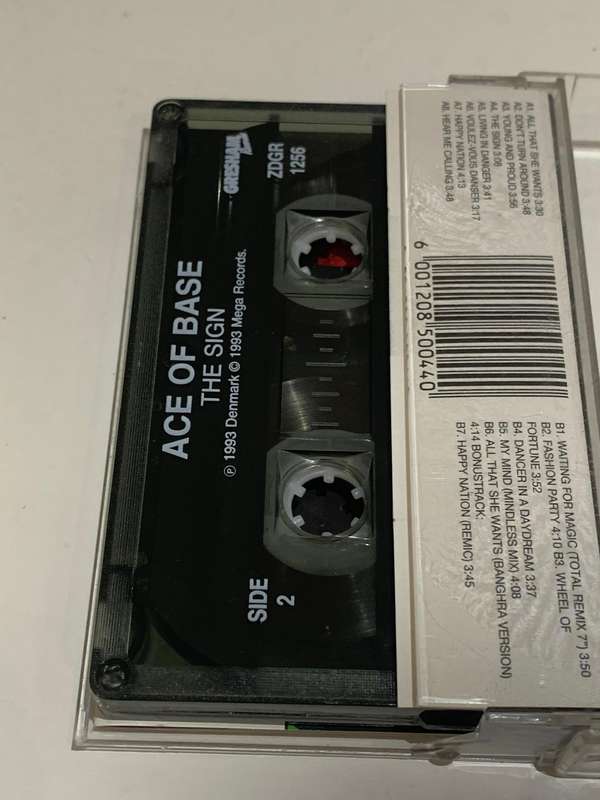 ACE OF BASE
THE SIGN
℗ 1993 Denmark © 1993 Mega Records.
GRESHAM
ZDGR
1256
SIDE
2
A1. ALL THAT SHE WANTS 3:30
A2. DON'T TURN AROUND 3:48
A3. YOUNG AND PROUD 3:56
A4. THE SIGN 3:08
A5. LIVING IN DANGER 3:41
A6. VOULEZ-VOUS DANSER 3:17
A7. HAPPY NATION 4:13
A8. HEAR ME CALLING 3:48
6 001208 500440
B1. WAITING FOR MAGIC (TOTAL REMIX 7") 3:50
B2. FASHION PARTY 4:10 B3. WHEEL OF
FORTUNE 3:52
B4. DANCER IN A DAYDREAM 3:37
B5. MY MIND (MINDLESS MIX) 4:08
B6. ALL THAT SHE WANTS (BANGHRA VERSION)
4:14 BONUSTRACK:
B7. HAPPY NATION (REMIC) 3:45